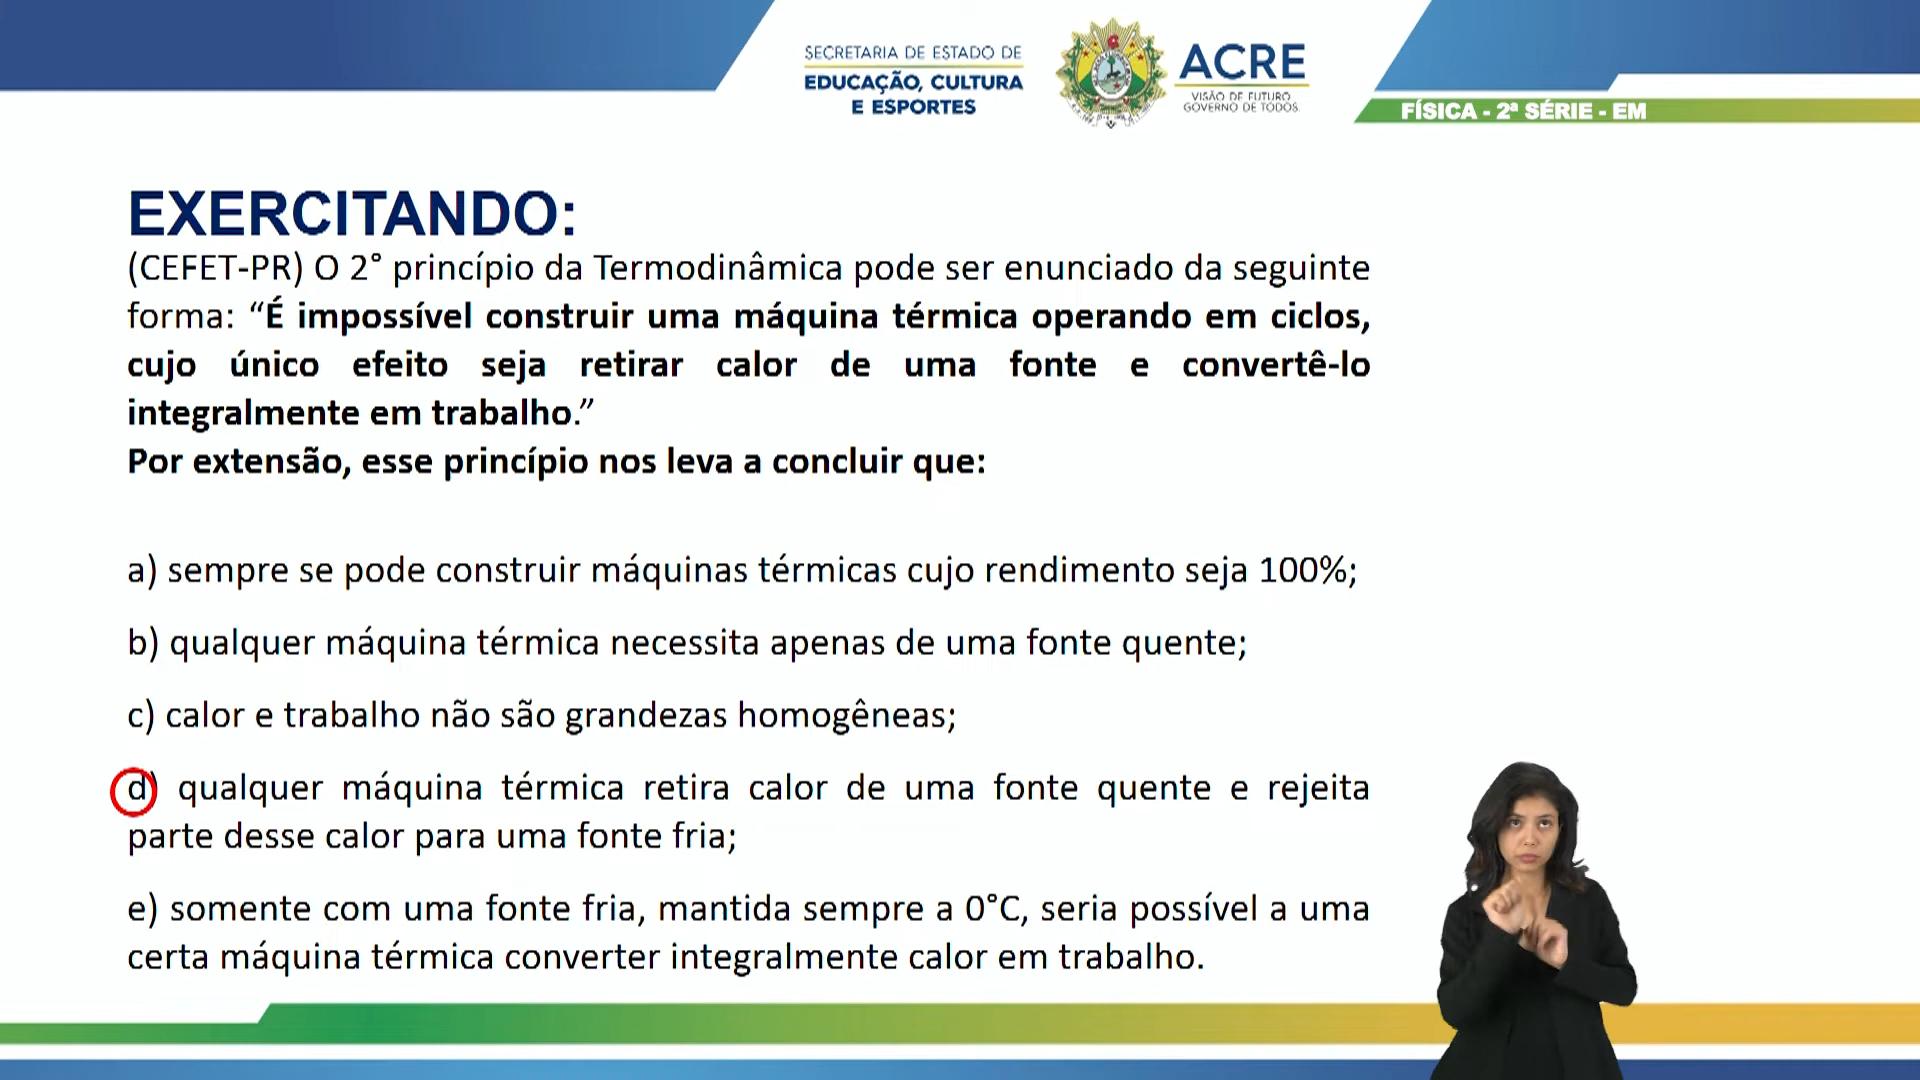 SECRETARIA DE ESTADO DE
EDUCAÇÃO, CULTURA
E ESPORTES
ACRE
VISÃO DE FUTURO
GOVERNO DE TODOS.
FÍSICA - 2ª SÉRIE - EM
EXERCITANDO:
(CEFET-PR) O 2° princípio da Termodinâmica pode ser enunciado da seguinte
forma: “É impossível construir uma máquina térmica operando em ciclos,
cujo único efeito seja retirar calor de uma fonte e convertê-lo
integralmente em trabalho.”
Por extensão, esse princípio nos leva a concluir que:
a) sempre se pode construir máquinas térmicas cujo rendimento seja 100%;
b) qualquer máquina térmica necessita apenas de uma fonte quente;
c) calor e trabalho não são grandezas homogêneas;
d) qualquer máquina térmica retira calor de uma fonte quente e rejeita
parte desse calor para uma fonte fria;
e) somente com uma fonte fria, mantida sempre a 0°C, seria possível a uma
certa máquina térmica converter integralmente calor em trabalho.